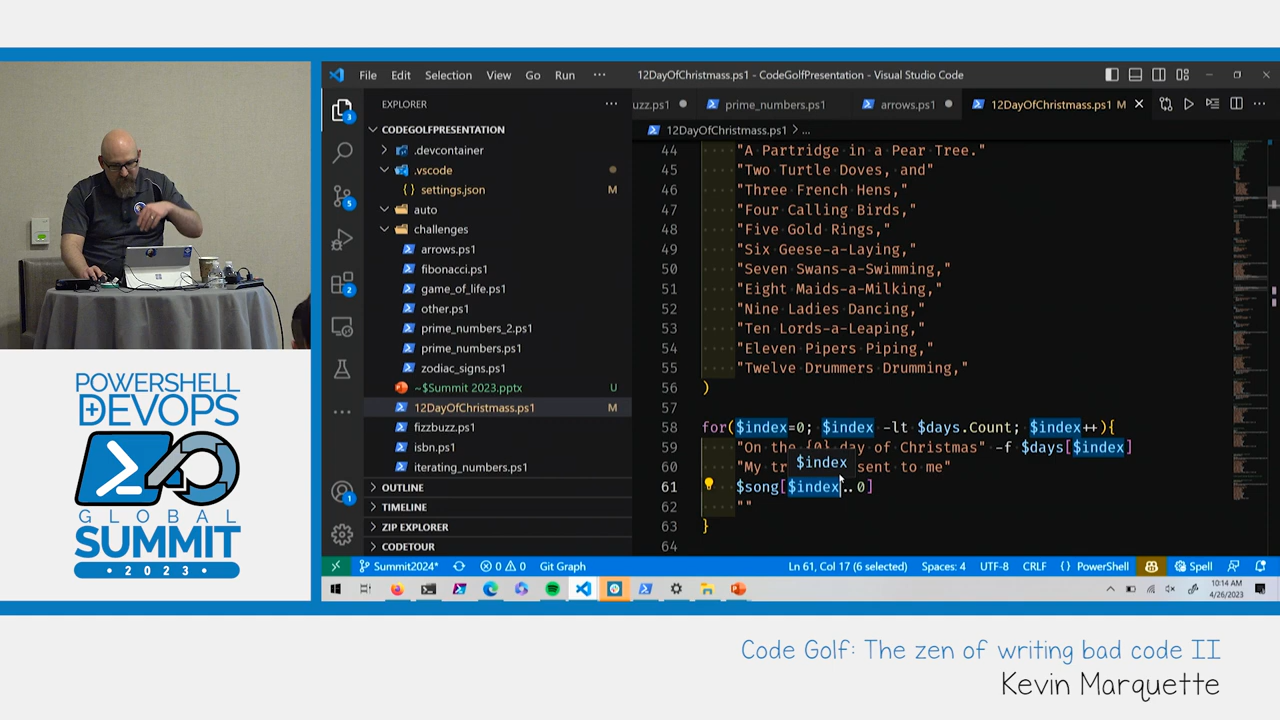 File Edit Selection View Go Run ··· 12DayOfChristmass.ps1 - CodeGolfPresentation - Visual Studio Code
EXPLORER ···
uzz.ps1 prime_numbers.ps1 arrows.ps1 12DayOfChristmass.ps1 M
12DayOfChristmass.ps1 > ...
CODEGOLFPRESENTATION
.devcontainer
.vscode
{ } settings.json M
auto
challenges
arrows.ps1
fibonacci.ps1
game_of_life.ps1
other.ps1
prime_numbers_2.ps1
prime_numbers.ps1
zodiac_signs.ps1
~$Summit 2023.pptx U
12DayOfChristmass.ps1 M
fizzbuzz.ps1
isbn.ps1
iterating_numbers.ps1
OUTLINE
TIMELINE
ZIP EXPLORER
CODETOUR
3
5
2
1
44 "A Partridge in a Pear Tree."
45 "Two Turtle Doves, and"
46 "Three French Hens,"
47 "Four Calling Birds,"
48 "Five Gold Rings,"
49 "Six Geese-a-Laying,"
50 "Seven Swans-a-Swimming,"
51 "Eight Maids-a-Milking,"
52 "Nine Ladies Dancing,"
53 "Ten Lords-a-Leaping,"
54 "Eleven Pipers Piping,"
55 "Twelve Drummers Drumming,"
56 )
57
58 for($index=0; $index -lt $days.Count; $index++){
59 "On the {0} day of Christmas" -f $days[$index]
$index
60 "My tr sent to me"
61 $song[$index..0]
62 ""
63 }
64
Summit2024* 0 0 Git Graph Ln 61, Col 17 (6 selected) Spaces: 4 UTF-8 CRLF { } PowerShell Spell
10:14 AM
4/26/2023
POWERSHELL
+DEVOPS
GLOBAL
SUMMIT
• 2023 •
Code Golf: The zen of writing bad code II
Kevin Marquette